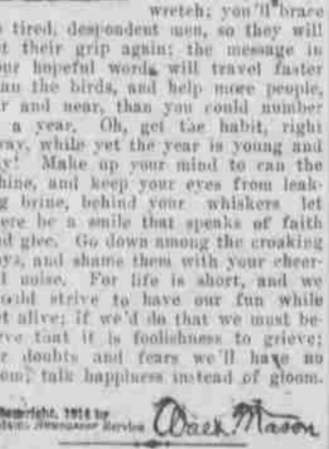 wretch; you'll brace
tired, despondent men, so they will
their grip again; the message in
hopeful words will travel faster
the birds, and help more people,
and near, than you could number
a year. Oh, get the habit, right
while yet the year is young and
Make up your mind to can the
and keep your eyes from leak-
brine, behind your whiskers let
be a smile that speaks of faith
glee. Go down among the croaking
and shame them with your cheer-
noise. For life is short, and we
strive to have our fun while
alive; if we'd do that we must be-
that it is foolishness to grieve;
doubts and fears we'll have no
talk happiness instead of gloom.
by
Newspaper Service Walt Mason